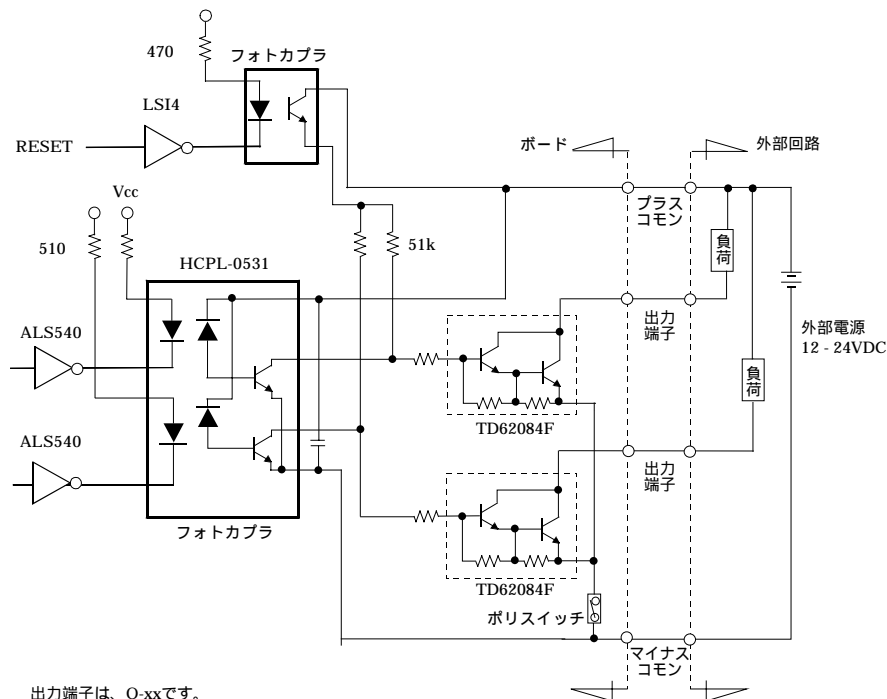 470
フォトカプラ
LSI4
RESET
ボード
外部回路
Vcc
プラス
コモン
510
51k
負荷
HCPL-0531
出力
端子
外部電源
12 - 24VDC
ALS540
負荷
TD62084F
ALS540
出力
端子
フォトカプラ
TD62084F
ポリスイッチ
マイナス
コモン
出力端子は、O-xxです。